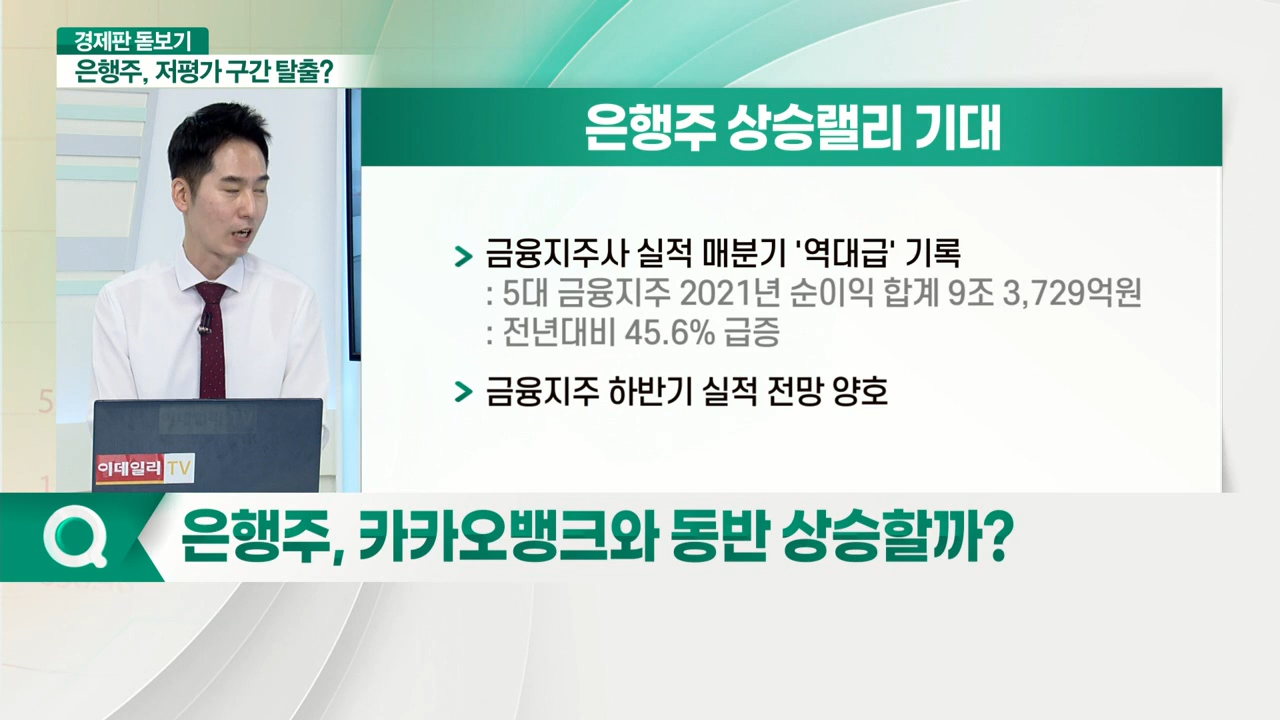 경제판 돋보기
은행주, 저평가 구간 탈출?
은행주 상승랠리 기대
금융지주사 실적 매분기 '역대급' 기록
: 5대 금융지주 2021년 순이익 합계 9조 3,729억원
: 전년대비 45.6% 급증
금융지주 하반기 실적 전망 양호
이데일리 TV
Q 은행주, 카카오뱅크와 동반 상승할까?